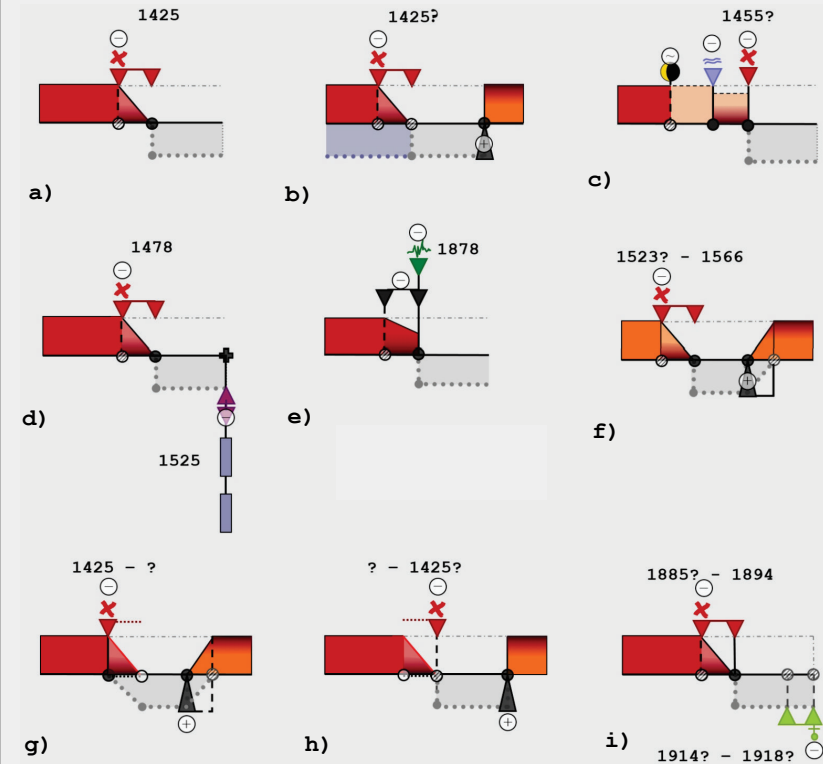 1425
1425?
1455?
a)
b)
c)
1478
1878
1523? - 1566
d)
1525
e)
f)
1425 - ?
? - 1425?
1885? - 1894
g)
h)
i)
1914? - 1918?